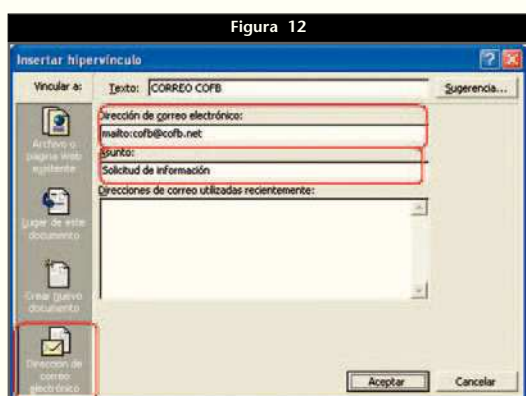 Figura 12
Insertar hipervínculo
Vincular a:
Texto: CORREO COFB
Sugerencia...
Dirección de correo electrónico:
mailto:cofb@cofb.net
Asunto:
Solicitud de información
Direcciones de correo utilizadas recientemente:
Archivo o
página Web
existente
Lugar de este
documento
Crear nuevo
documento
Dirección de
correo
electrónico
Aceptar
Cancelar